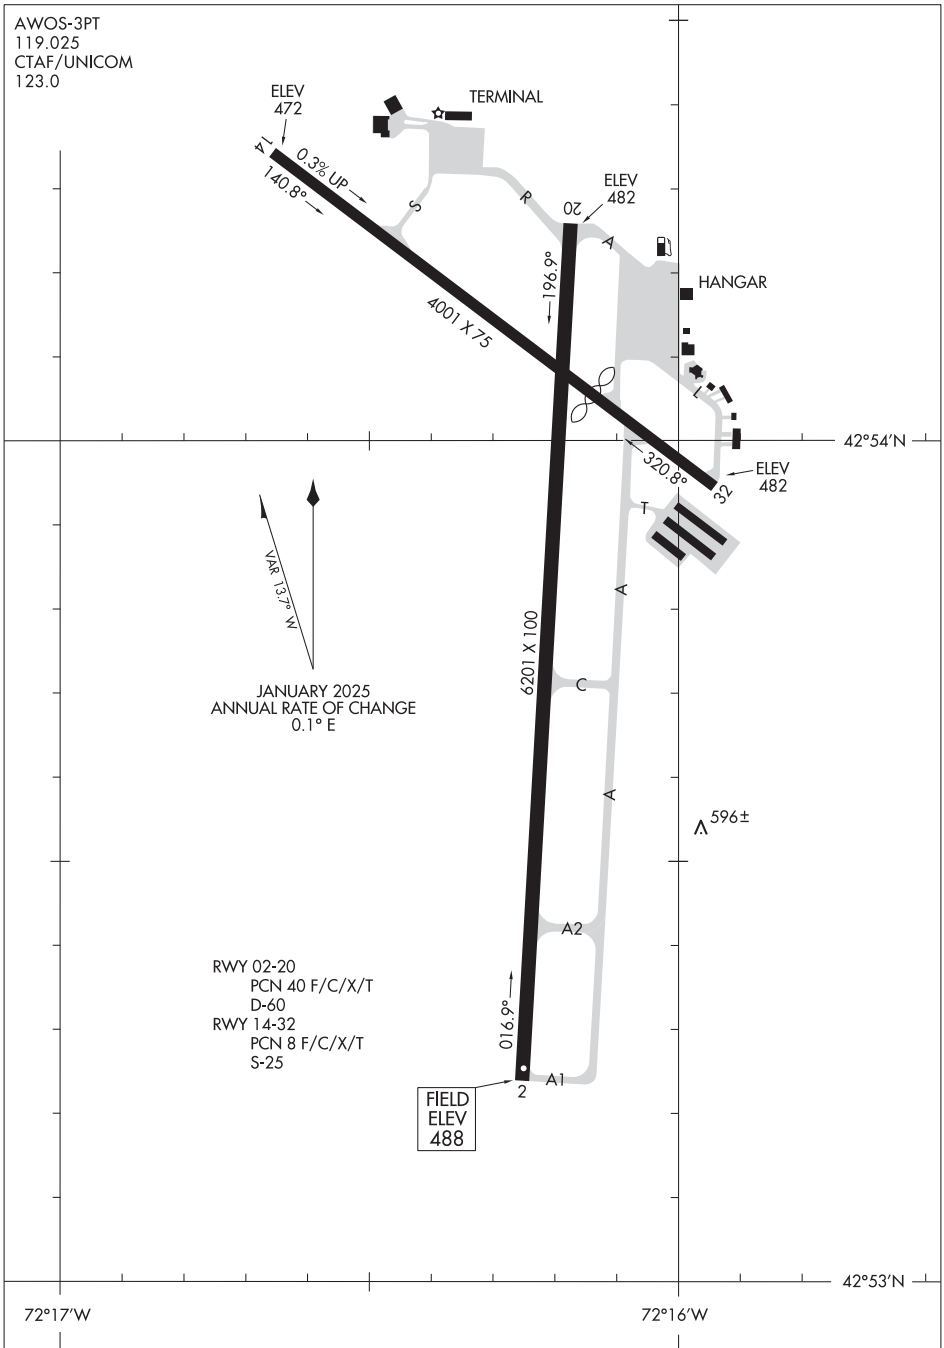 AWOS-3PT
119.025
CTAF/UNICOM
123.0
ELEV
472
TERMINAL
14
0.3% UP
140.8°
S
R
ELEV
482
20
A
196.9°
HANGAR
4001 X 75
L
42°54'N
320.8°
ELEV
482
32
T
VAR 13.7° W
A
6201 X 100
C
JANUARY 2025
ANNUAL RATE OF CHANGE
0.1° E
A
596±
A2
RWY 02-20
PCN 40 F/C/X/T
D-60
RWY 14-32
PCN 8 F/C/X/T
S-25
016.9°
A1
2
FIELD
ELEV
488
42°53'N
72°17'W
72°16'W